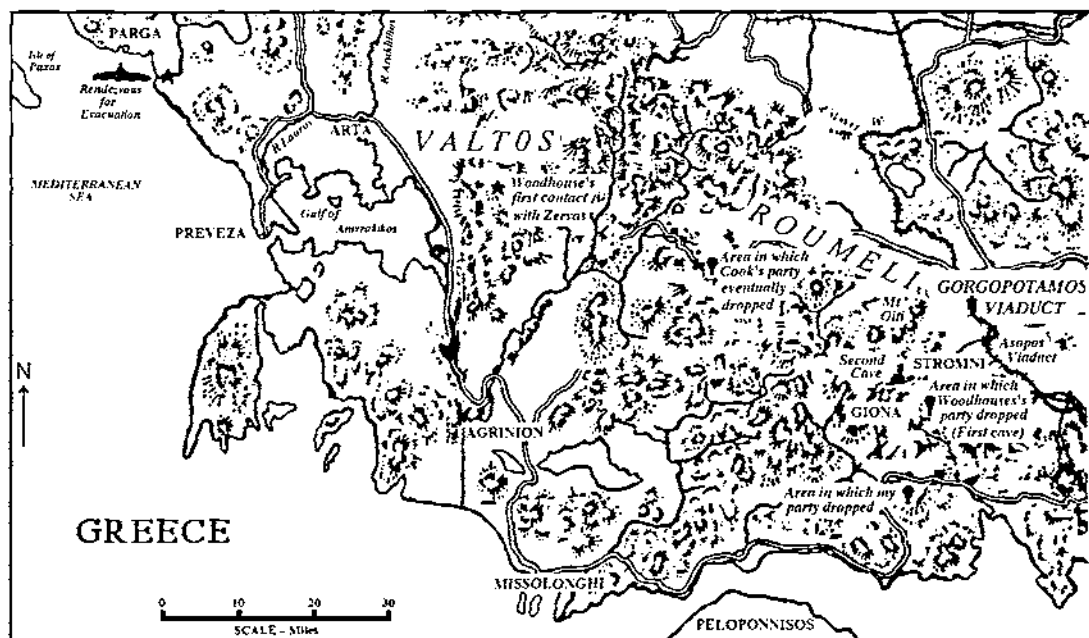 PARGA
Isle of
Paxos
Rendezvous
for
Evacuation
R. Louros
ARTA
VALTOS
MEDITERRANEAN
SEA
Woodhouse's
first contact
with Zervas
PREVEZA
Gulf of
Amvrakikos
ROUMELI
Area in which
Cook's party
eventually
dropped
GORGOPOTAMOS
VIADUCT
Mt
Oiti
Asopos
Viaduct
N
Second
Cave
STROMNI
Area in which
Woodhouse's
party dropped
(First cave)
GIONA
AGRINION
Area in which my
party dropped
GREECE
MISSOLONGHI
0 10 20 30
SCALE - Miles
PELOPONNISOS